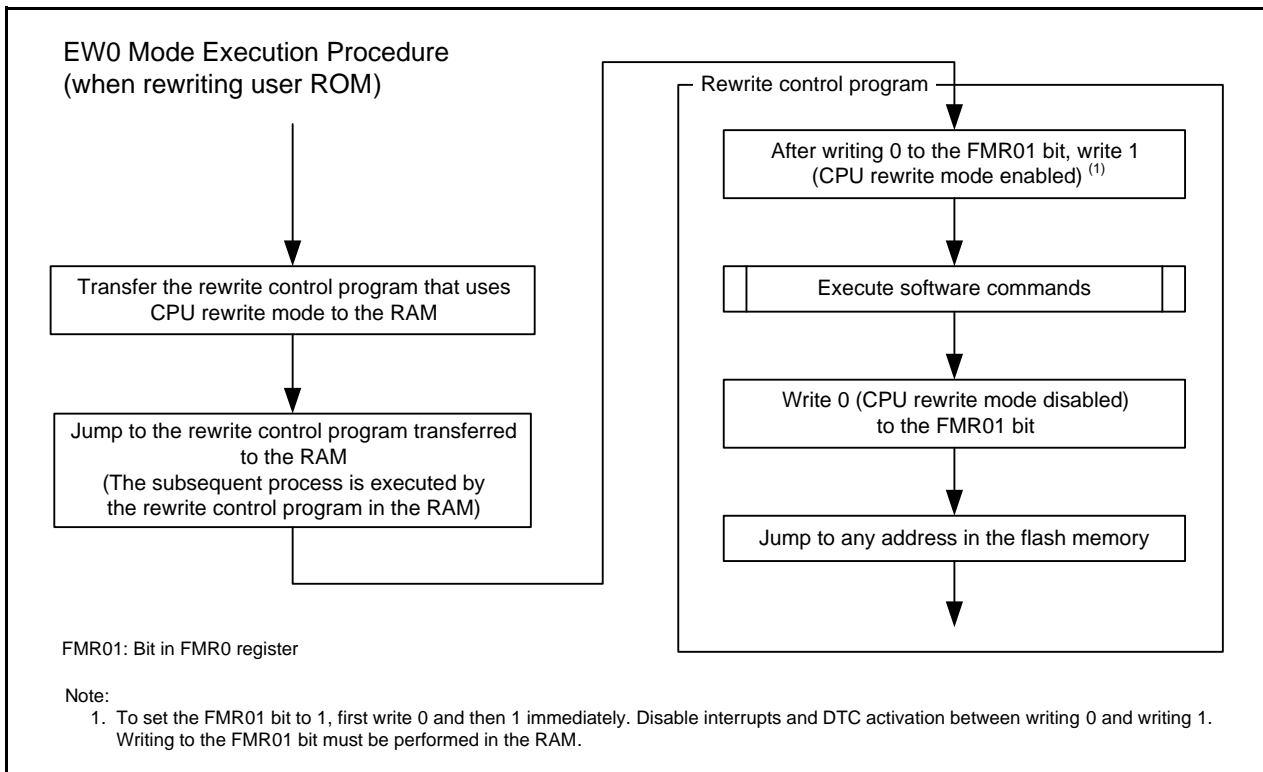 EW0 Mode Execution Procedure
(when rewriting user ROM)
Transfer the rewrite control program that uses
CPU rewrite mode to the RAM
Jump to the rewrite control program transferred
to the RAM
(The subsequent process is executed by
the rewrite control program in the RAM)
Rewrite control program
After writing 0 to the FMR01 bit, write 1
(CPU rewrite mode enabled) (1)
Execute software commands
Write 0 (CPU rewrite mode disabled)
to the FMR01 bit
Jump to any address in the flash memory
FMR01: Bit in FMR0 register
Note:
1. To set the FMR01 bit to 1, first write 0 and then 1 immediately. Disable interrupts and DTC activation between writing 0 and writing 1.
Writing to the FMR01 bit must be performed in the RAM.